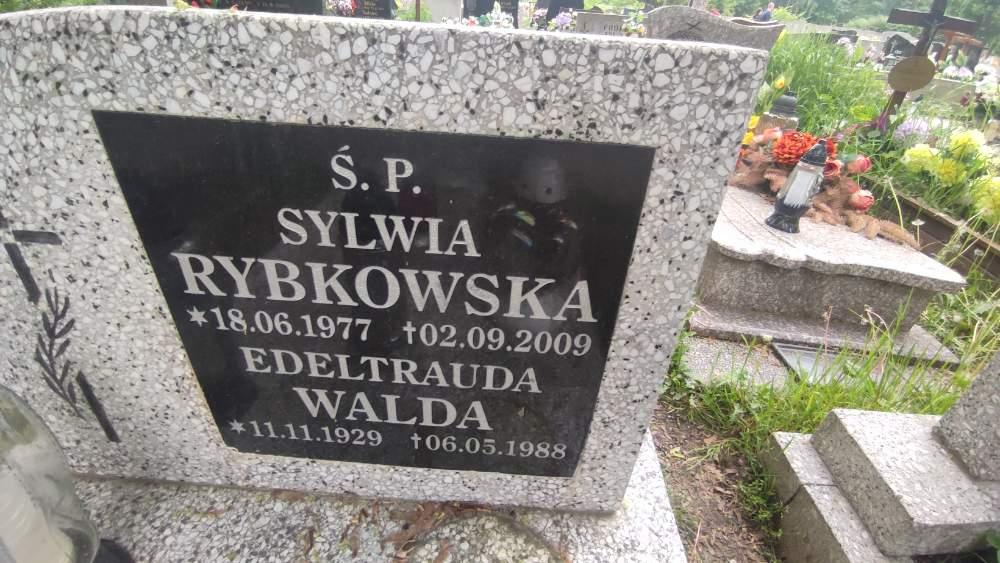 Ś. P.
SYLWIA
RYBKOWSKA
*18.06.1977 †02.09.2009
EDELTRAUDA
WALDA
*11.11.1929 †06.05.1988